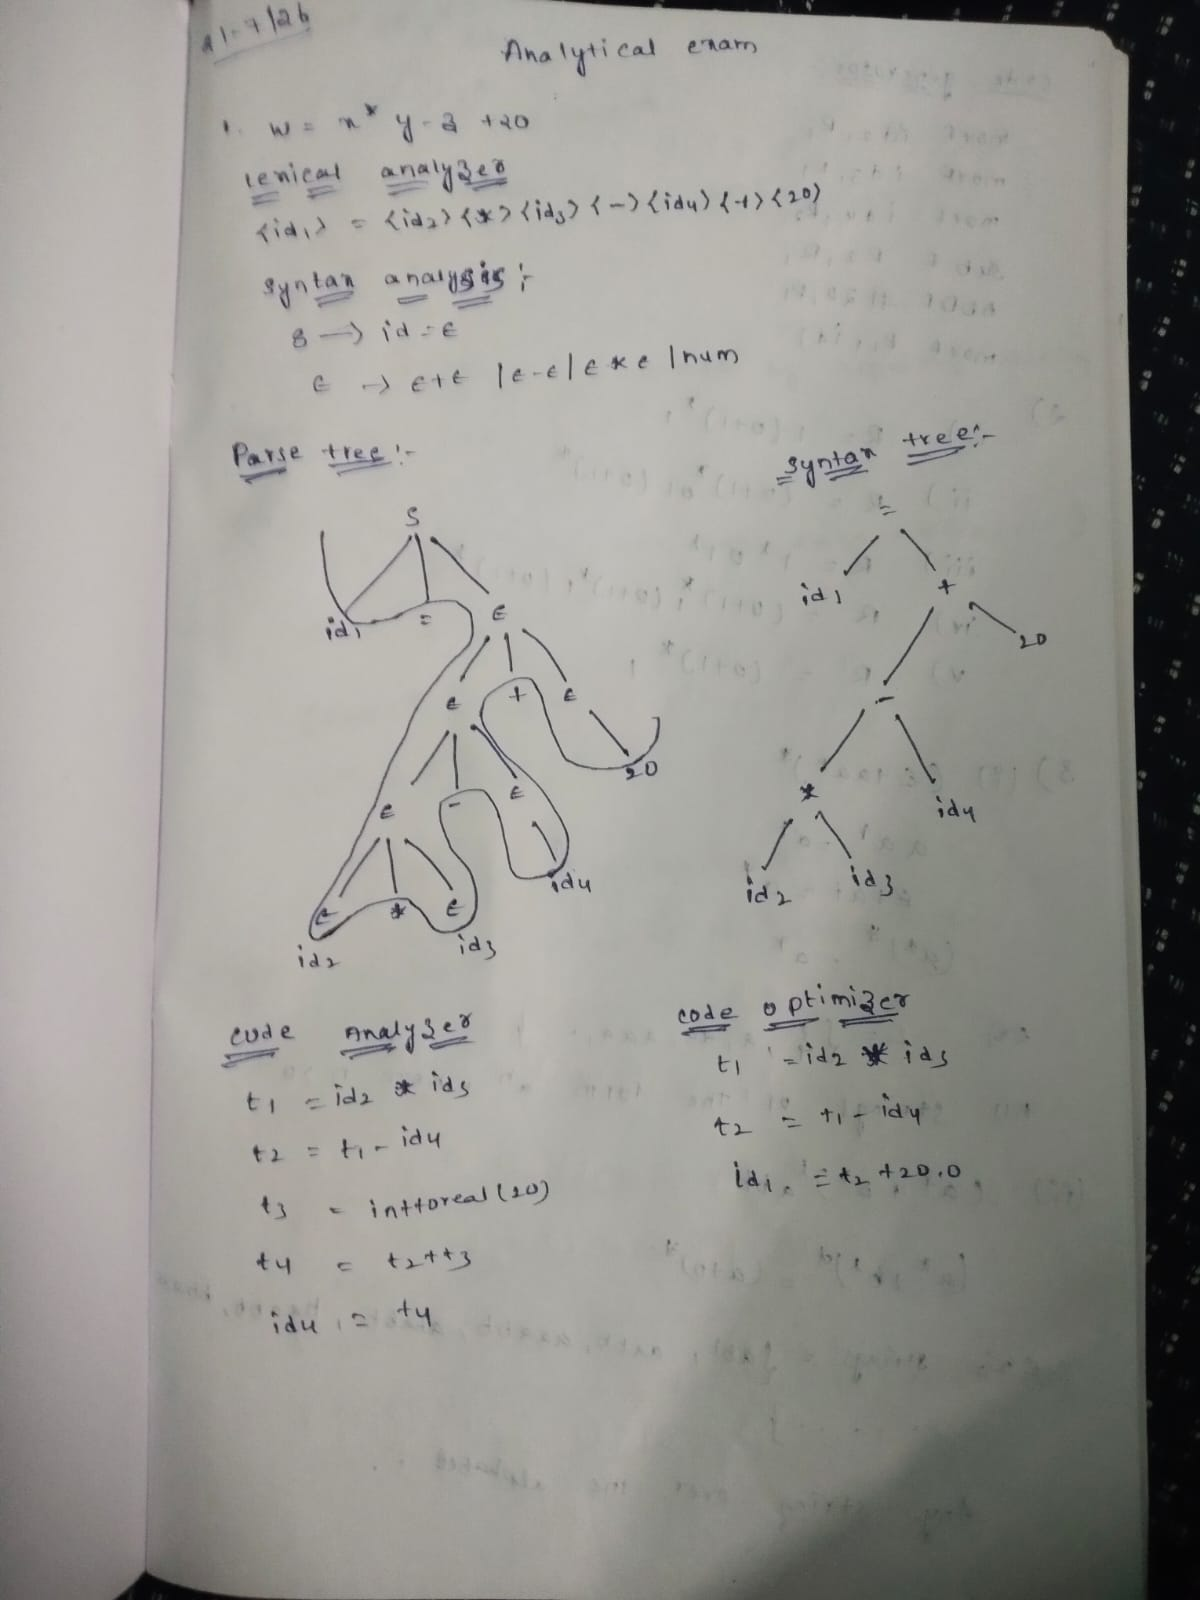 21-7/26
Analytical exam
1. W = x * y - z + 20
lexical analyzer
<id1> = <id2> <*> <id3> <-> <id4> <+> <20>
Syntax analysis :-
S -> id = E
E -> E+E | E-E | E * E | num
Parse tree :-
S
id1 = E
E + E
E - E 20
E * E id4
id2 id3
Syntax tree :-
=
id1 +
- 20
* id4
id2 id3
code Analyzer
t1 = id2 * id3
t2 = t1 - id4
t3 = inttoreal (20)
t4 = t2 + t3
id4 = t4
code optimizer
t1 = id2 * id3
t2 = t1 - id4
id1 = t2 + 20.0